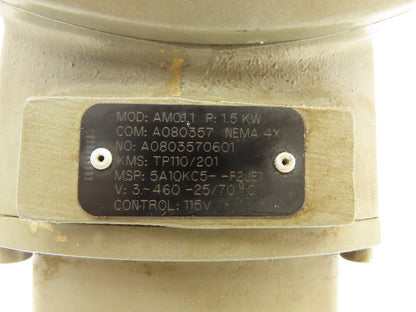 MOD: AM011 P: 1.5 KW
COM: A080357 NEMA 4X
NO: A0803570601
KMS: TP110/201
MSP: 5A10KC5- -F2JE1
V: 3~460 -25/70 °C
CONTROL: 115V